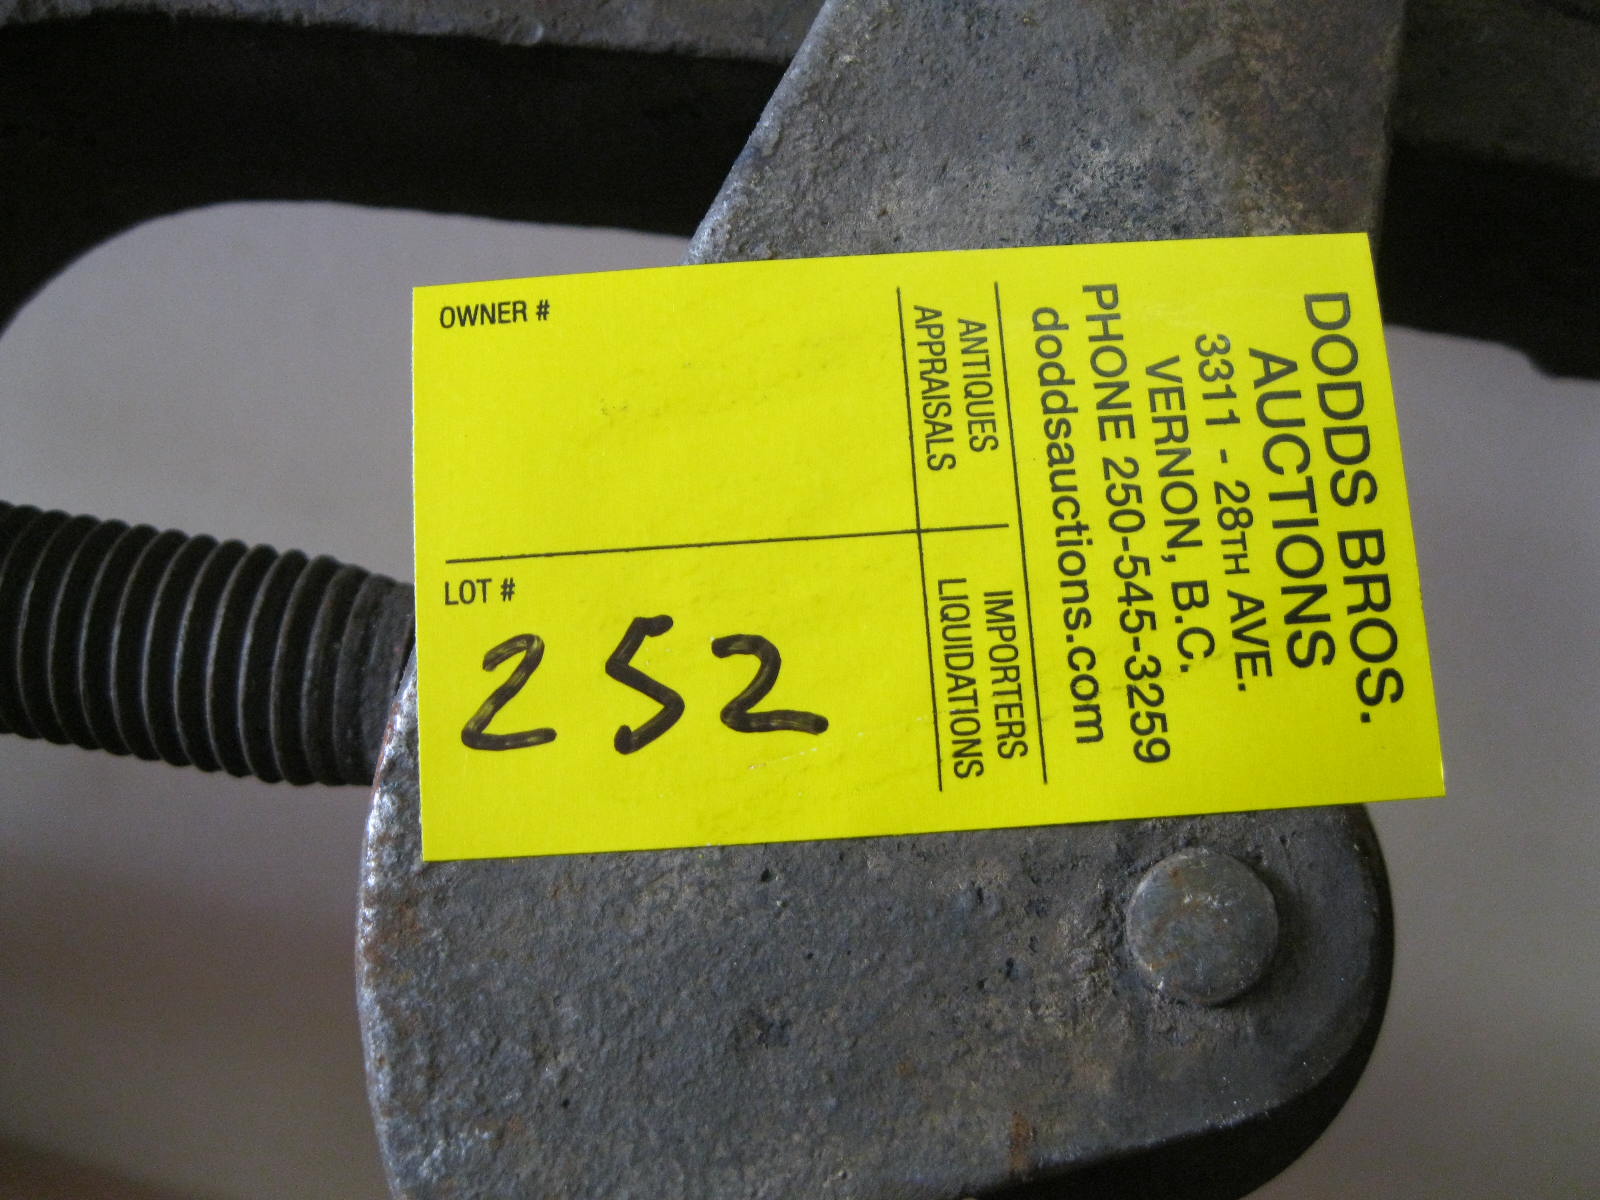 DODDS BROS.
AUCTIONS
3311 - 28TH AVE.
VERNON, B.C.
PHONE 250-545-3259
doddsauctions.com
ANTIQUES
APPRAISALS
IMPORTERS
LIQUIDATIONS
OWNER #
LOT #
252